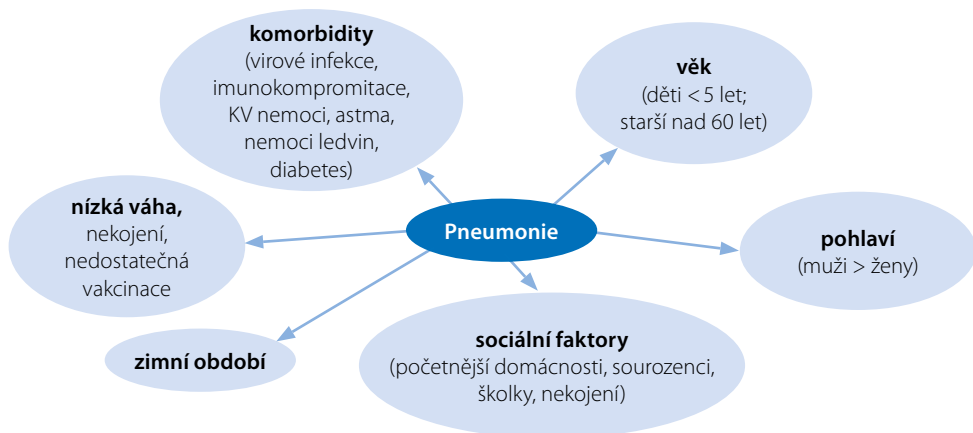 komorbidity
(virové infekce,
imunokompromitace,
KV nemoci, astma,
nemoci ledvin,
diabetes)
věk
(děti < 5 let;
starší nad 60 let)
nízká váha,
nekojení,
nedostatečná
vakcinace
Pneumonie
pohlaví
(muži > ženy)
zimní období
sociální faktory
(početnější domácnosti, sourozenci,
školky, nekojení)